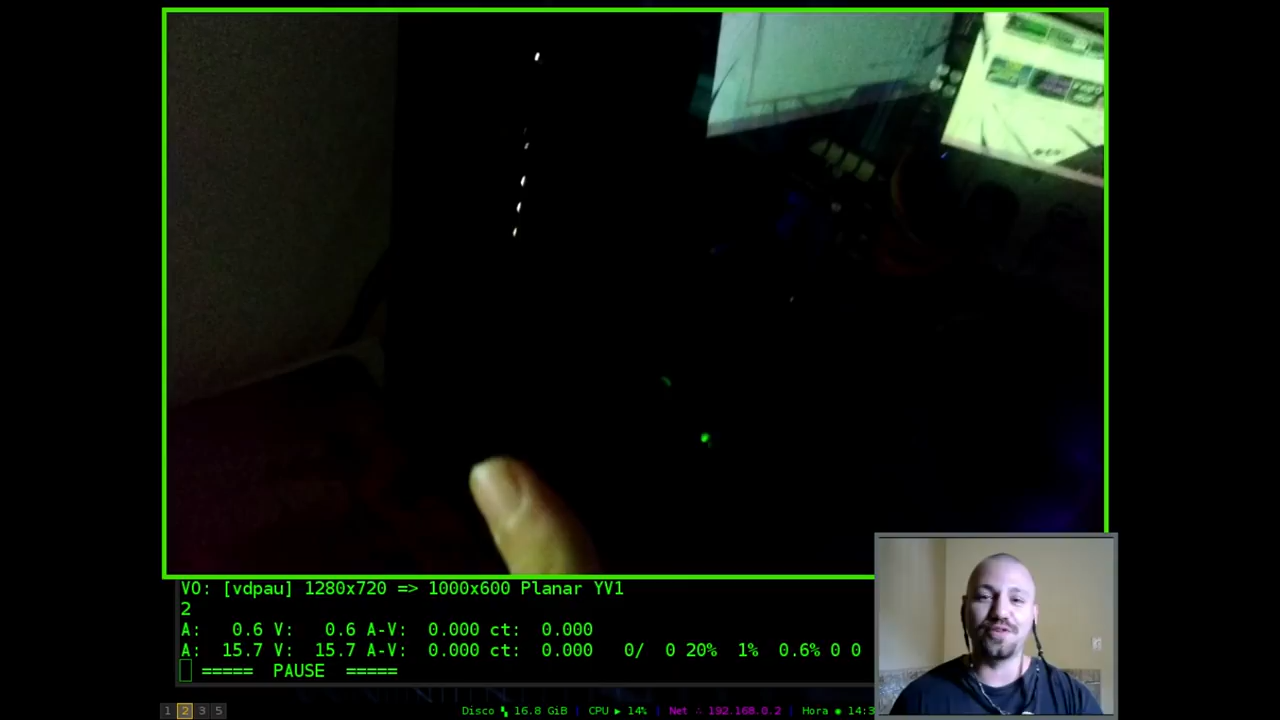 VO: [vdpau] 1280x720 => 1000x600 Planar YV1
2
A:   0.6 V:   0.6 A-V:  0.000 ct:  0.000
A:  15.7 V:  15.7 A-V:  0.000 ct:  0.000   0/  0 20%  1%  0.6% 0 0
=====  PAUSE  =====
1 2 3 5 Disco 16.8 GiB | CPU ▶ 14% | Net ∴ 192.168.0.2 | Hora ◉ 14:3